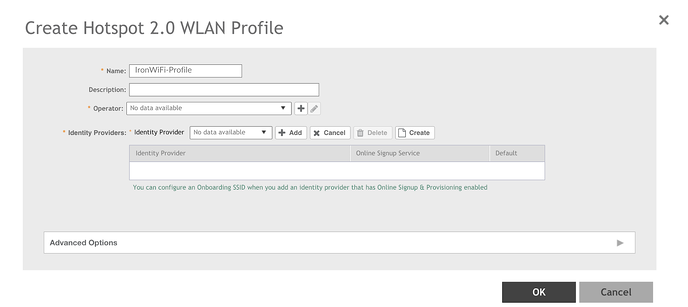 Create Hotspot 2.0 WLAN Profile
* Name: IronWiFi-Profile
Description:
* Operator: No data available
* Identity Providers: * Identity Provider No data available Add Cancel Delete Create
Identity Provider Online Signup Service Default
You can configure an Onboarding SSID when you add an identity provider that has Online Signup & Provisioning enabled
Advanced Options
OK Cancel